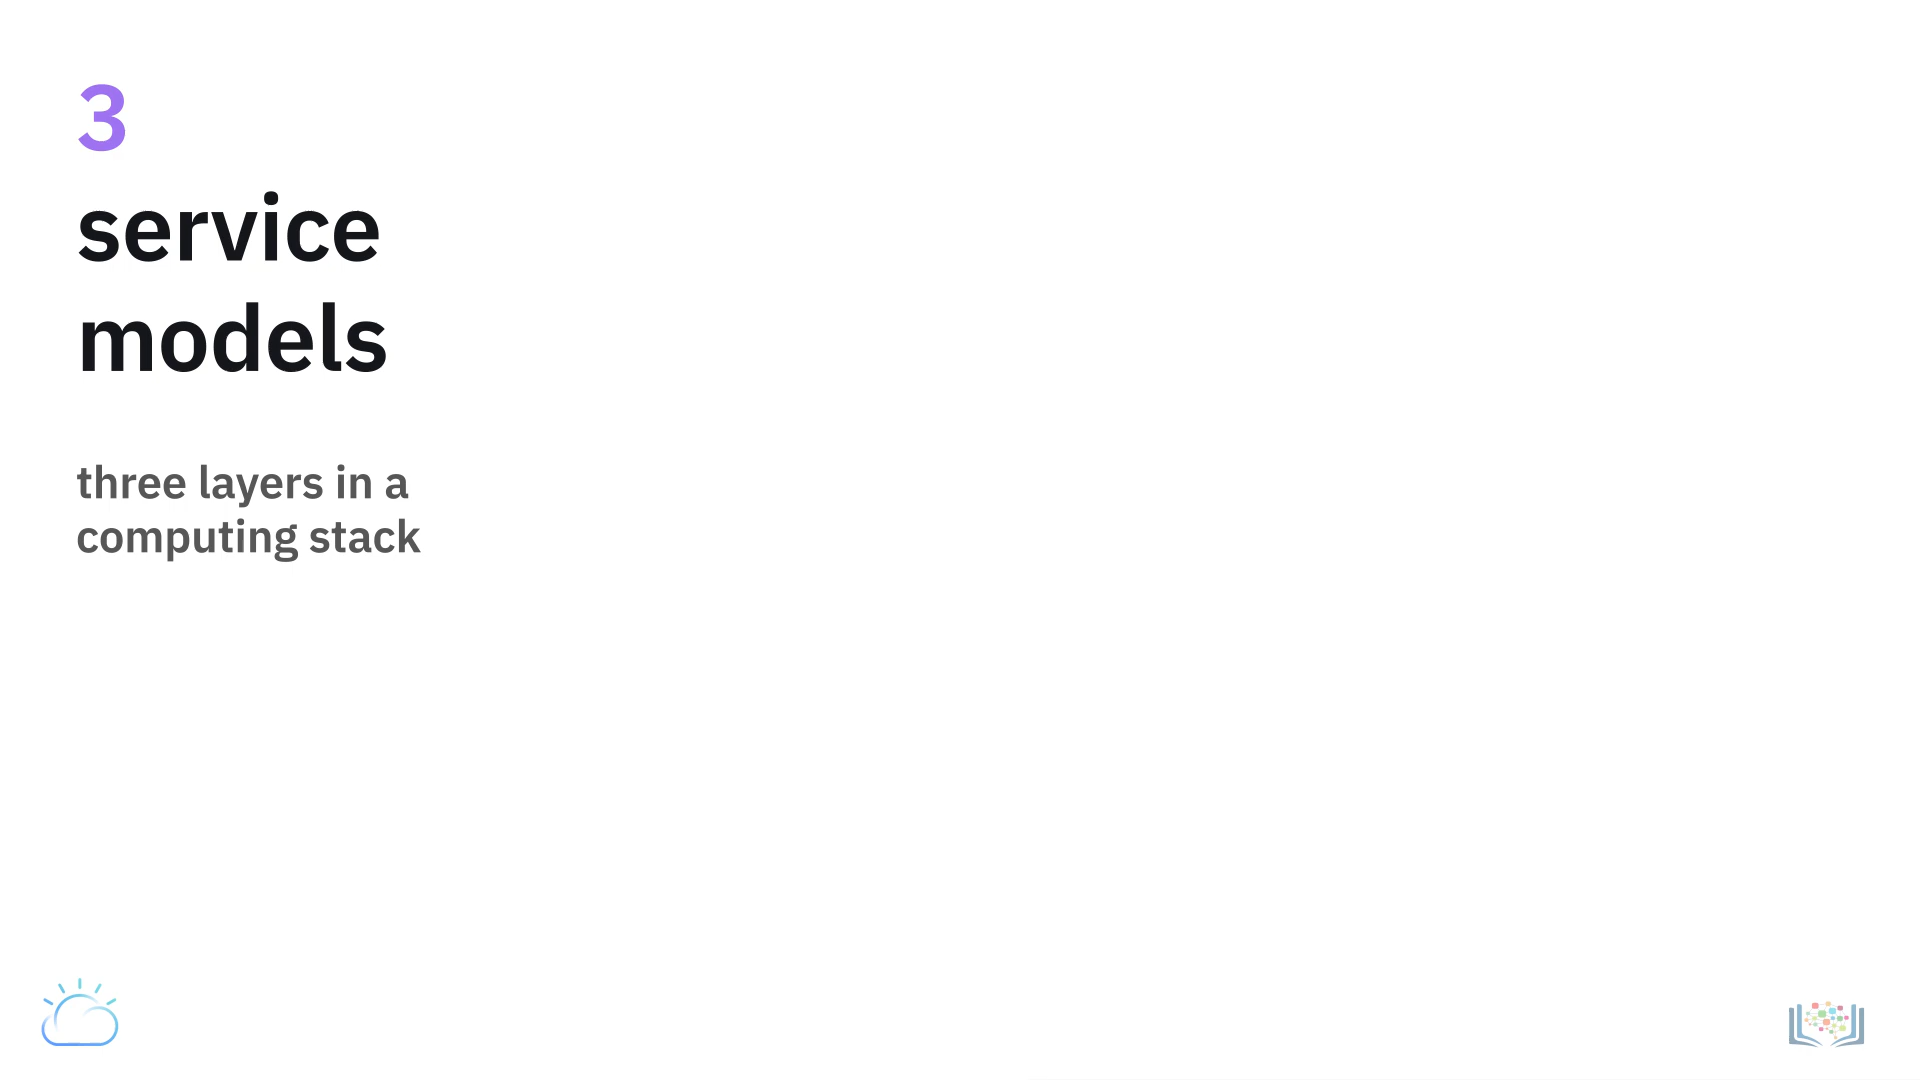 3
service
models
three layers in a
computing stack